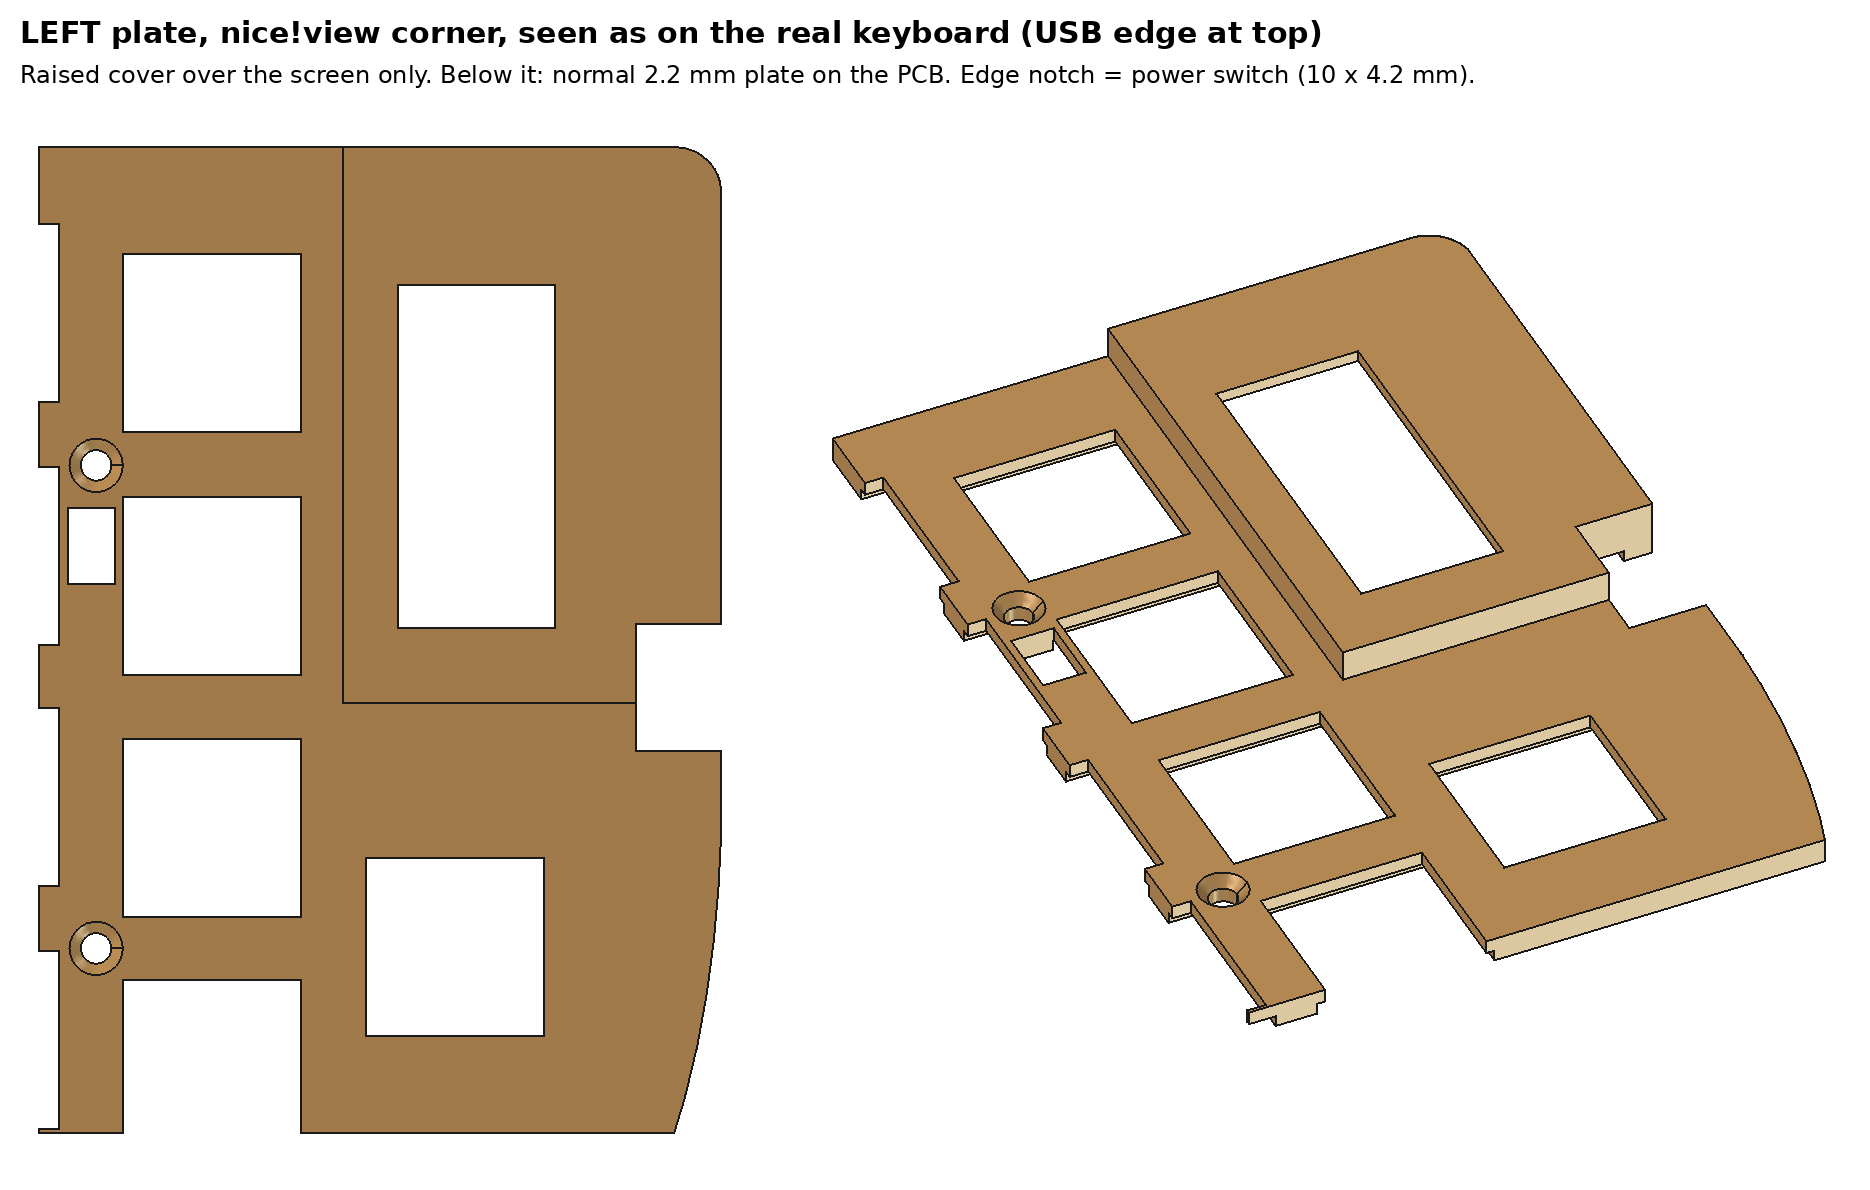 LEFT plate, nice!view corner, seen as on the real keyboard (USB edge at top)
Raised cover over the screen only. Below it: normal 2.2 mm plate on the PCB. Edge notch = power switch (10 x 4.2 mm).